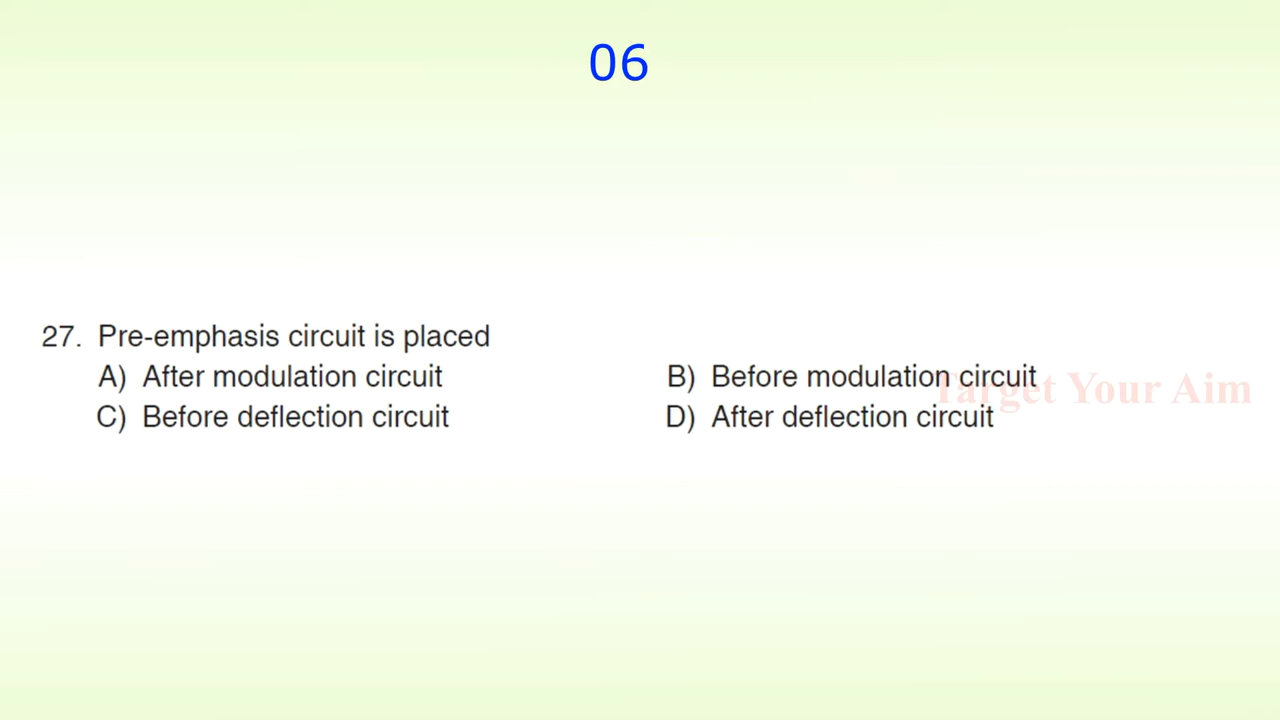 06
27. Pre-emphasis circuit is placed
A) After modulation circuit B) Before modulation circuit
Target Your Aim
C) Before deflection circuit D) After deflection circuit